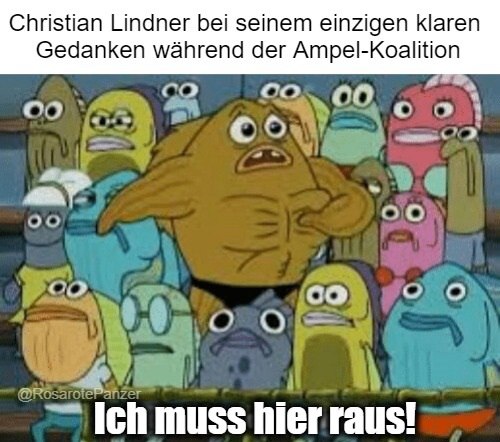 Christian Lindner bei seinem einzigen klaren
Gedanken während der Ampel-Koalition
@RosarotePanzer
Ich muss hier raus!